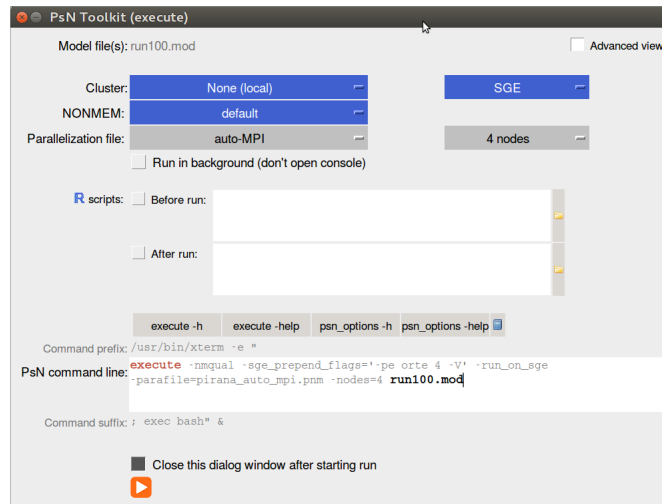 PsN Toolkit (execute)
Model file(s): run100.mod
Advanced view
Cluster: None (local) SGE
NONMEM: default
Parallelization file: auto-MPI 4 nodes
Run in background (don't open console)
R scripts: Before run:
After run:
execute -h execute -help psn_options -h psn_options -help
Command prefix: /usr/bin/xterm -e "
PsN command line: execute -nmqual -sge_prepend_flags='-pe orte 4 -V' -run_on_sge
-parafile=pirana_auto_mpi.pnm -nodes=4 run100.mod
Command suffix: ; exec bash" &
Close this dialog window after starting run